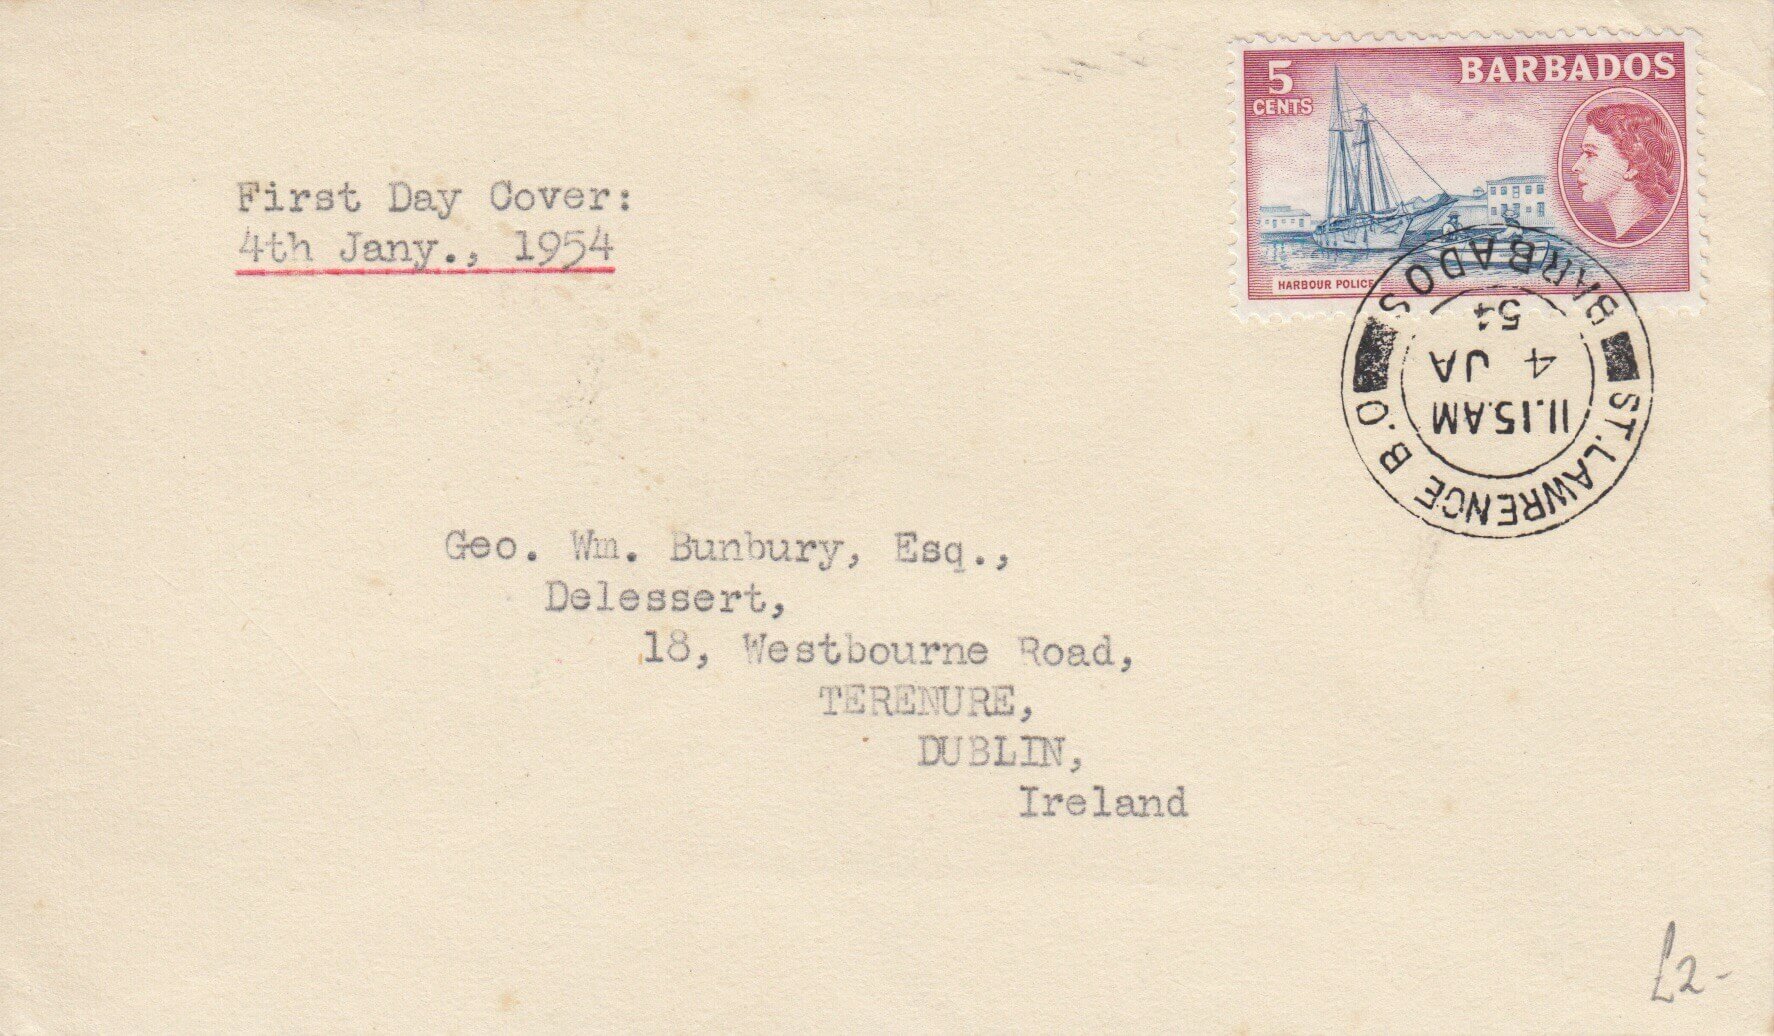 5
CENTS
BARBADOS
HARBOUR POLICE
First Day Cover:
4th Jany., 1954
ST. LAWRENCE B.O
BARBADOS BARBADOS
11.15.AM
4 JA
54
Geo. Wm. Bunbury, Esq.,
Delessert,
18, Westbourne Road,
TERENURE,
DUBLIN,
Ireland
£2-